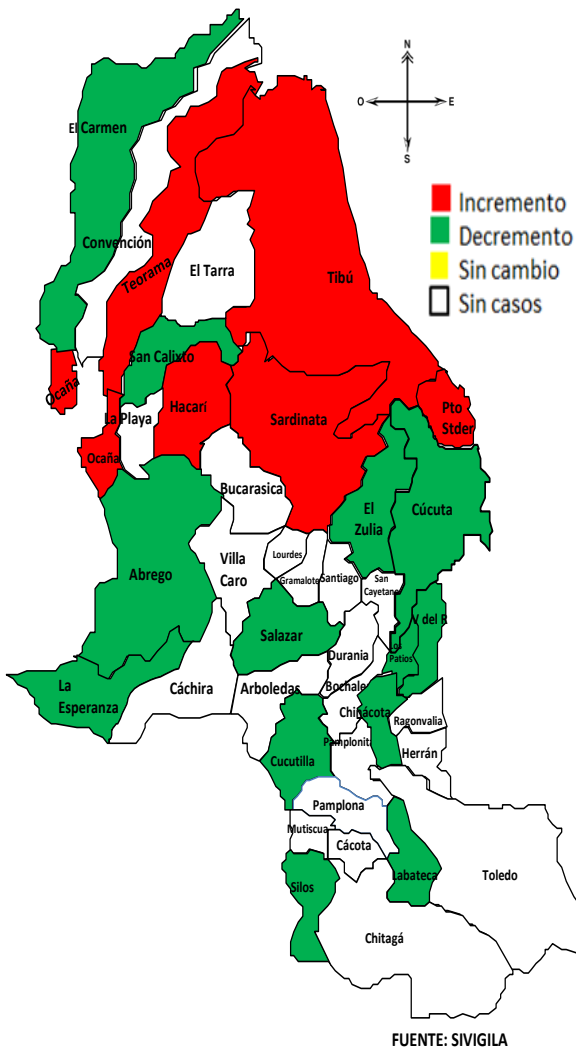 N
O E
S
El Carmen
Incremento
Decremento
Sin cambio
Sin casos
Convención
El Tarra
Teorama
Tibú
San Calixto
Ocaña
La Playa
Hacarí
Sardinata
Pto
Stder
Ocaña
Bucarasica
El
Zulia
Cúcuta
Villa
Caro
Lourdes
Gramalote
Santiago
San
Cayetano
Abrego
Salazar
V del R
Patios
Durania
La
Esperanza
Cáchira
Arboledas
Bochale
Chinácota
Ragonvalia
Pamplonit
Herrán
Cucutilla
Pamplona
Mutiscua
Cácota
Silos
Labateca
Toledo
Chitagá
FUENTE: SIVIGILA